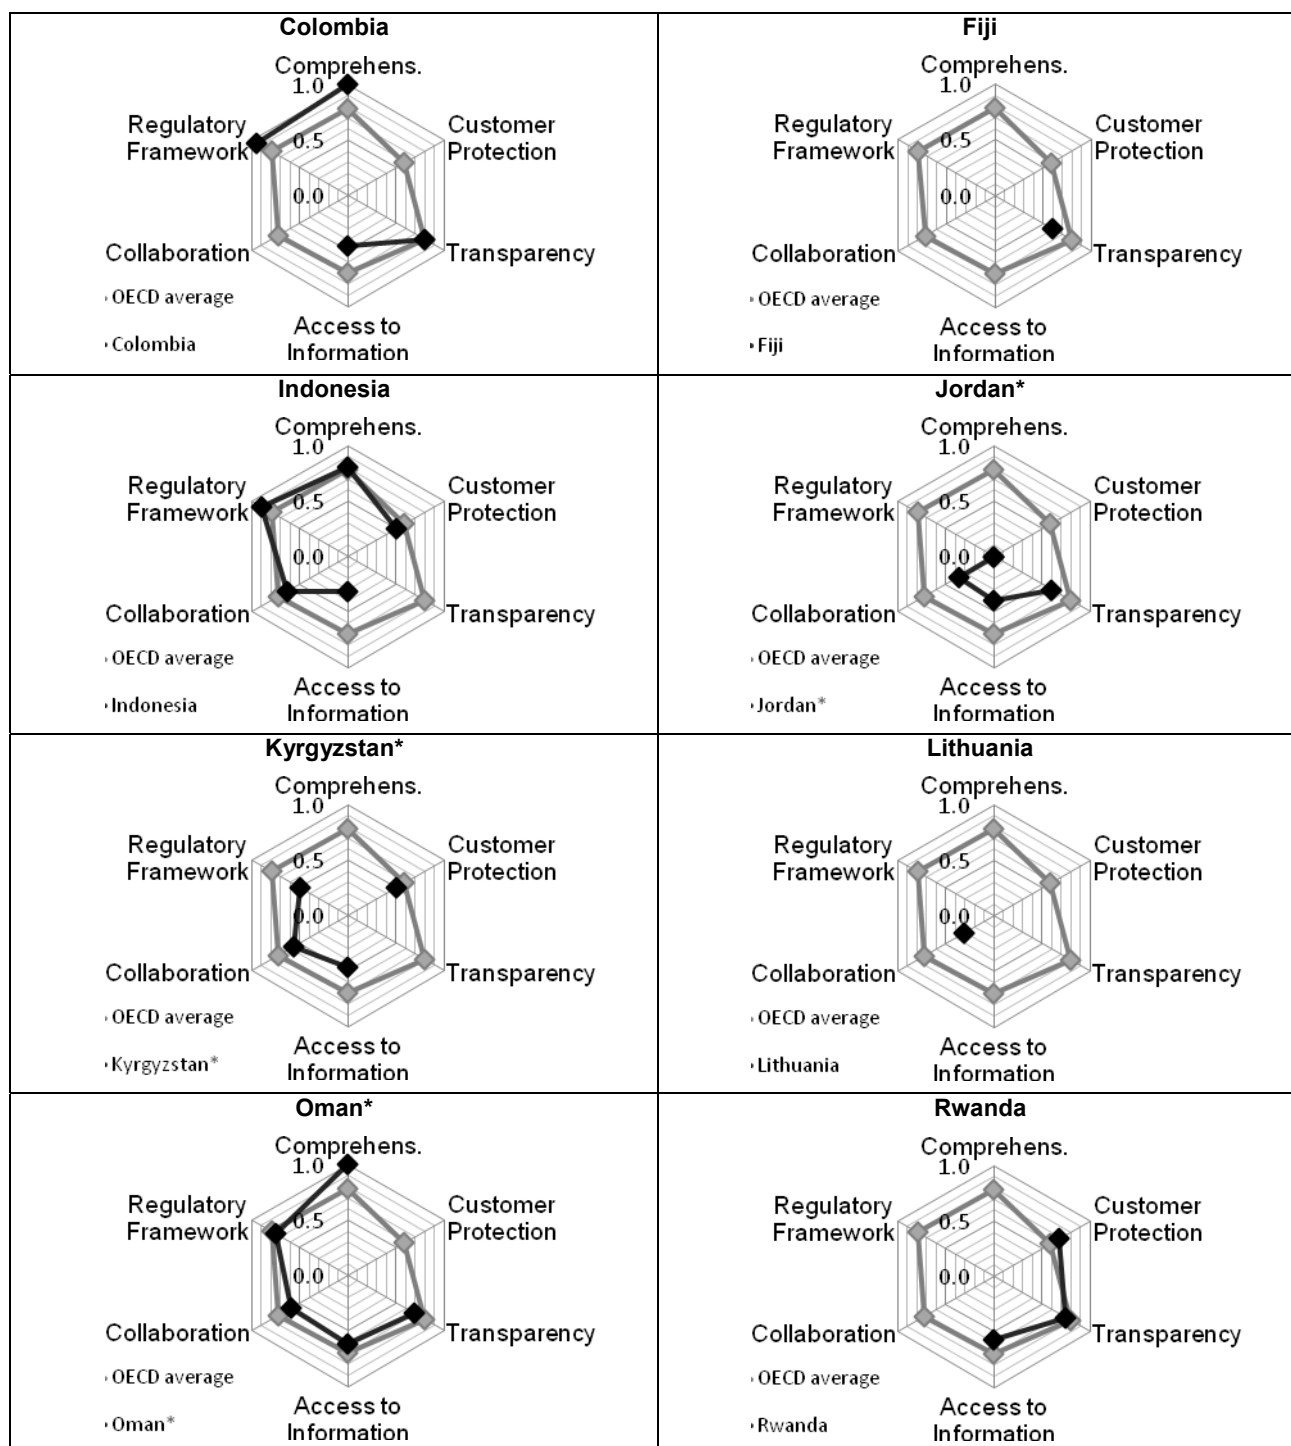 Colombia
Comprehens.
1.0
Regulatory
Framework
Customer
Protection
0.5
0.0
Collaboration
Transparency
OECD average
Access to
Information
Colombia
Fiji
Comprehens.
1.0
Regulatory
Framework
Customer
Protection
0.5
0.0
Collaboration
Transparency
OECD average
Access to
Information
Fiji
Indonesia
Comprehens.
1.0
Regulatory
Framework
Customer
Protection
0.5
0.0
Collaboration
Transparency
OECD average
Access to
Information
Indonesia
Jordan*
Comprehens.
1.0
Regulatory
Framework
Customer
Protection
0.5
0.0
Collaboration
Transparency
OECD average
Access to
Information
Jordan*
Kyrgyzstan*
Comprehens.
1.0
Regulatory
Framework
Customer
Protection
0.5
0.0
Collaboration
Transparency
OECD average
Access to
Information
Kyrgyzstan*
Lithuania
Comprehens.
1.0
Regulatory
Framework
Customer
Protection
0.5
0.0
Collaboration
Transparency
OECD average
Access to
Information
Lithuania
Oman*
Comprehens.
1.0
Regulatory
Framework
Customer
Protection
0.5
0.0
Collaboration
Transparency
OECD average
Access to
Information
Oman*
Rwanda
Comprehens.
1.0
Regulatory
Framework
Customer
Protection
0.5
0.0
Collaboration
Transparency
OECD average
Access to
Information
Rwanda